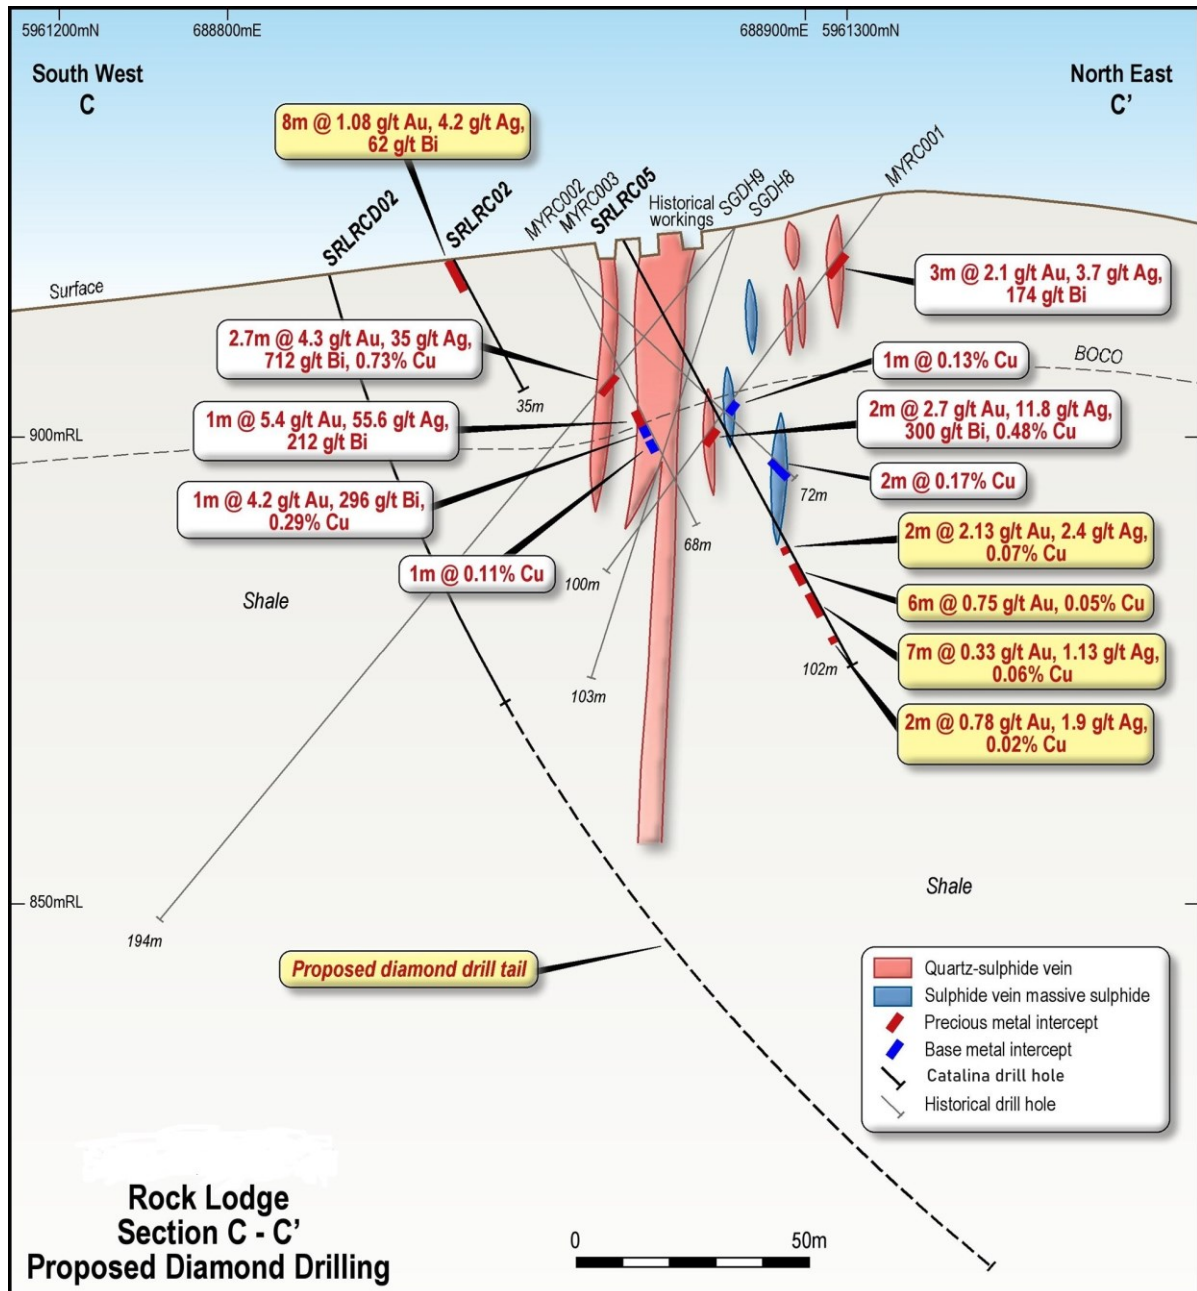 5961200mN
688800mE
688900mE
5961300mN
South West
C
North East
C'
8m @ 1.08 g/t Au, 4.2 g/t Ag,
62 g/t Bi
SRLRCD02
SRLRC02
MYRC002
MYRC003
SRLRC05
Historical
workings
SGDH9
SGDH8
MYRC001
Surface
3m @ 2.1 g/t Au, 3.7 g/t Ag,
174 g/t Bi
2.7m @ 4.3 g/t Au, 35 g/t Ag,
712 g/t Bi, 0.73% Cu
BOCO
1m @ 0.13% Cu
35m
1m @ 5.4 g/t Au, 55.6 g/t Ag,
212 g/t Bi
2m @ 2.7 g/t Au, 11.8 g/t Ag,
300 g/t Bi, 0.48% Cu
900mRL
2m @ 0.17% Cu
72m
1m @ 4.2 g/t Au, 296 g/t Bi,
0.29% Cu
2m @ 2.13 g/t Au, 2.4 g/t Ag,
0.07% Cu
68m
1m @ 0.11% Cu
100m
Shale
6m @ 0.75 g/t Au, 0.05% Cu
7m @ 0.33 g/t Au, 1.13 g/t Ag,
0.06% Cu
102m
103m
2m @ 0.78 g/t Au, 1.9 g/t Ag,
0.02% Cu
Shale
850mRL
194m
Proposed diamond drill tail
Quartz-sulphide vein
Sulphide vein massive sulphide
Precious metal intercept
Base metal intercept
Catalina drill hole
Historical drill hole
Rock Lodge
Section C - C'
Proposed Diamond Drilling
0
50m